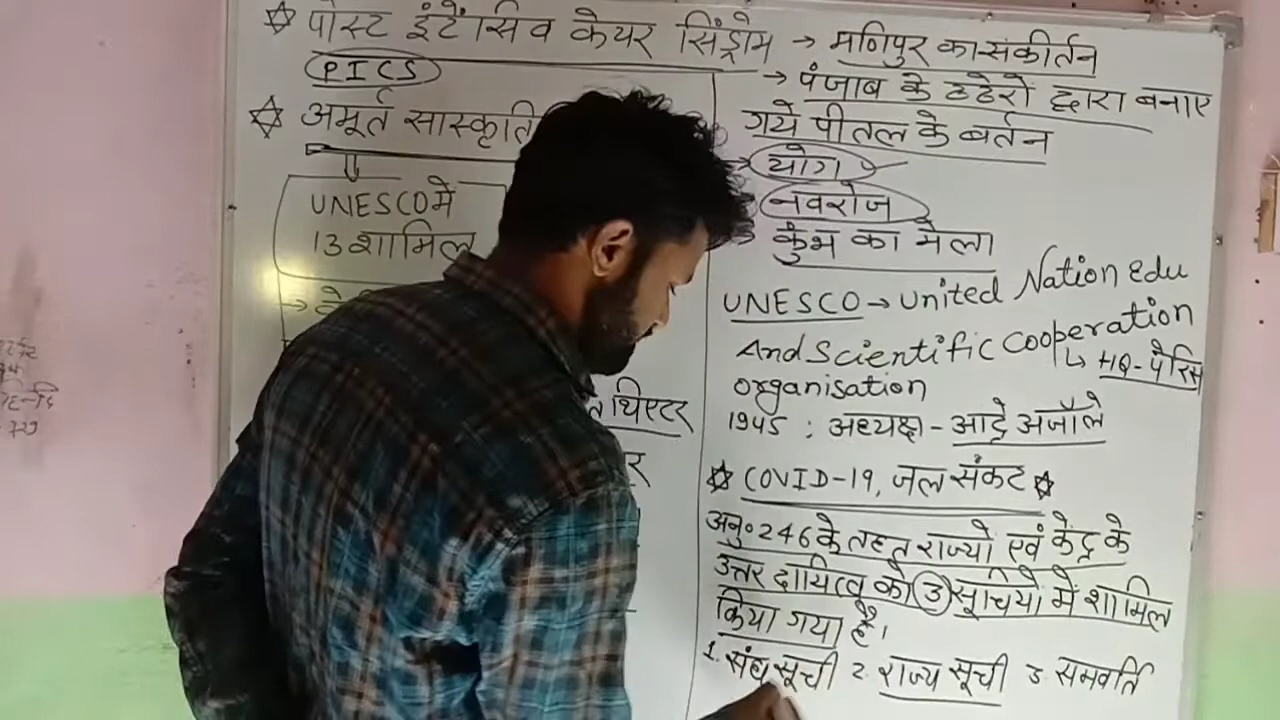 पोस्ट इंटेंसिव केयर सिंड्रोम
PICS
अमूर्त सांस्कृति
UNESCO में
13 शामिल
थिएटर
→ मणिपुर का संकीर्तन
→ पंजाब के ठठेरों द्वारा बनाए
गये पीतल के बर्तन
योग
नवरोज
कुंभ का मेला
UNESCO → United Nation Edu
And Scientific Cooperation
↳ HQ - पेरिस
organisation
1945 : अध्यक्ष - आद्रे अजौले
COVID-19, जल संकट
अनु० 246 के तहत राज्यो एवं केंद्र के
उत्तर दायित्व को 3 सूचियों में शामिल
किया गया है।
1. संघ सूची 2. राज्य सूची 3 समवर्ति